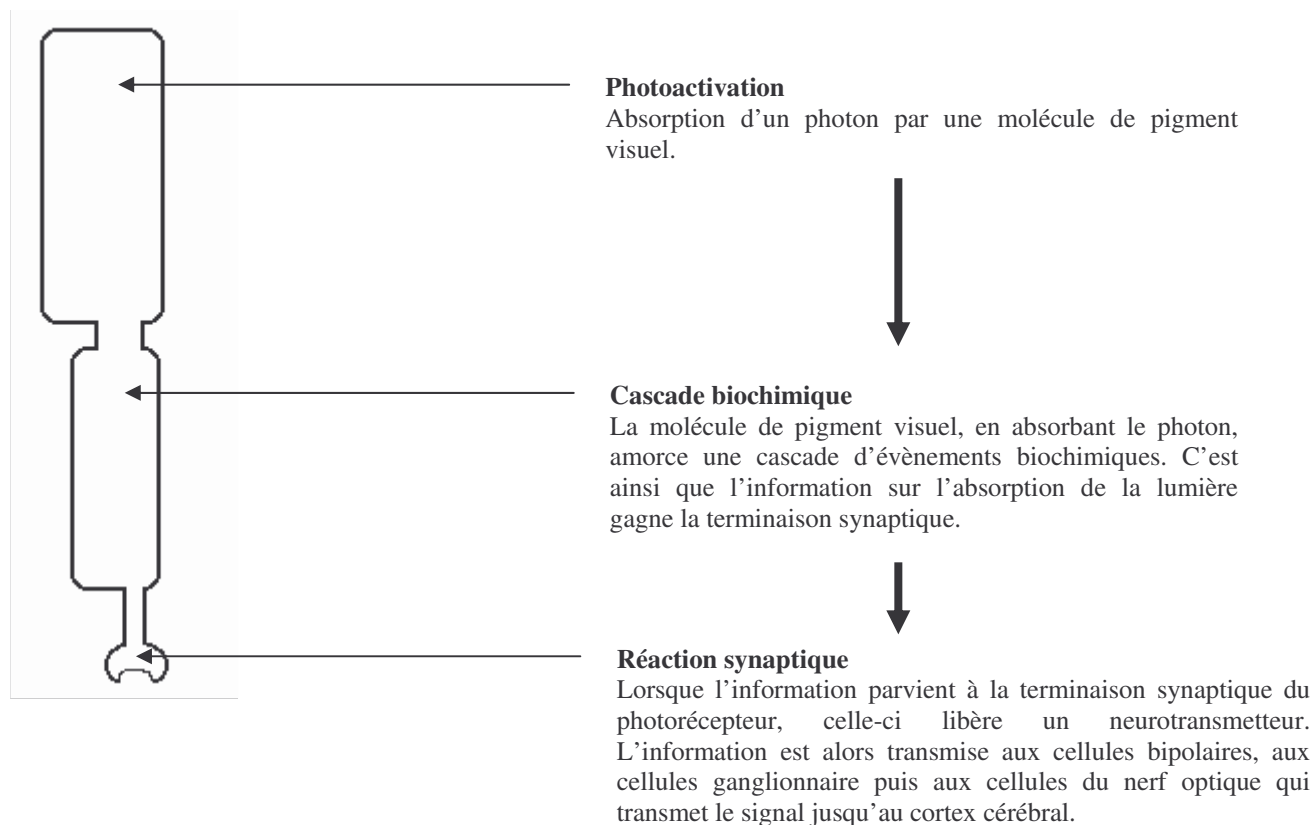 Photoactivation
Absorption d’un photon par une molécule de pigment
visuel.
Cascade biochimique
La molécule de pigment visuel, en absorbant le photon,
amorce une cascade d’évènements biochimiques. C’est
ainsi que l’information sur l’absorption de la lumière
gagne la terminaison synaptique.
Réaction synaptique
Lorsque l’information parvient à la terminaison synaptique du
photorécepteur, celle-ci libère un neurotransmetteur.
L’information est alors transmise aux cellules bipolaires, aux
cellules ganglionnaire puis aux cellules du nerf optique qui
transmet le signal jusqu’au cortex cérébral.